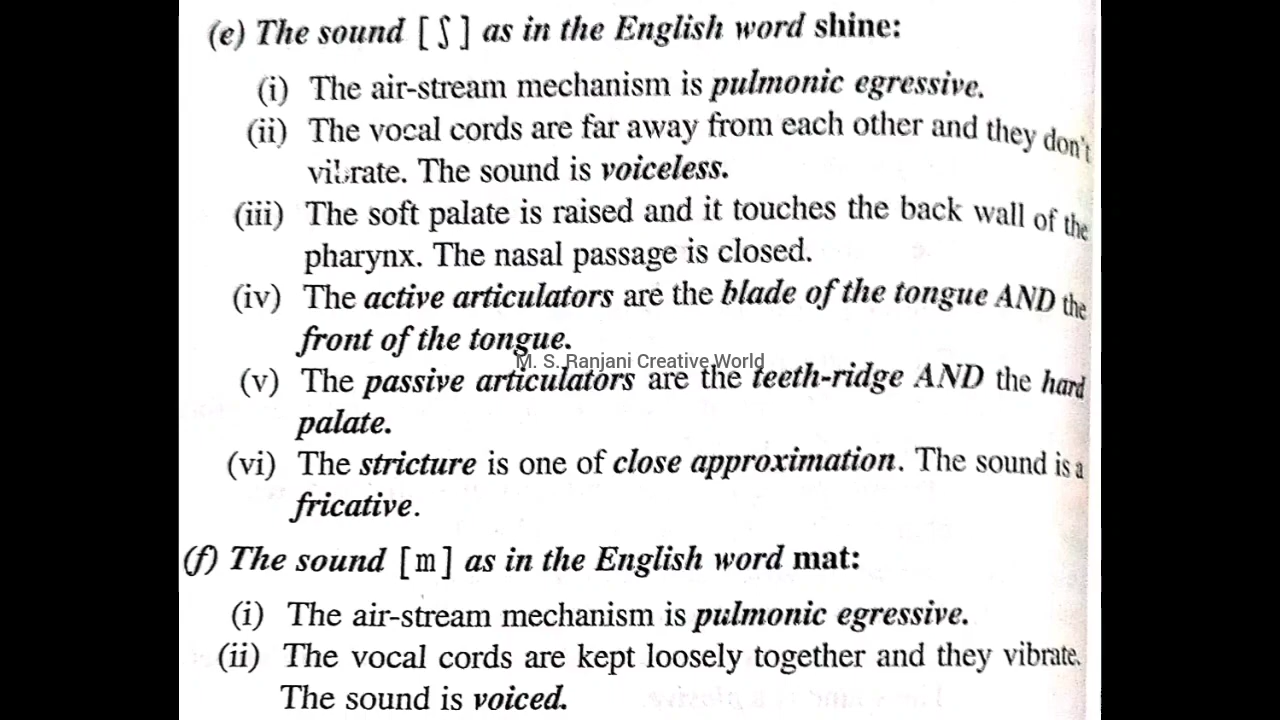 (e) The sound [ʃ] as in the English word shine:
(i) The air-stream mechanism is pulmonic egressive.
(ii) The vocal cords are far away from each other and they don't
vibrate. The sound is voiceless.
(iii) The soft palate is raised and it touches the back wall of the
pharynx. The nasal passage is closed.
(iv) The active articulators are the blade of the tongue AND the
front of the tongue.
M. S. Ranjani Creative World
(v) The passive articulators are the teeth-ridge AND the hard
palate.
(vi) The stricture is one of close approximation. The sound is a
fricative.
(f) The sound [m] as in the English word mat:
(i) The air-stream mechanism is pulmonic egressive.
(ii) The vocal cords are kept loosely together and they vibrate.
The sound is voiced.